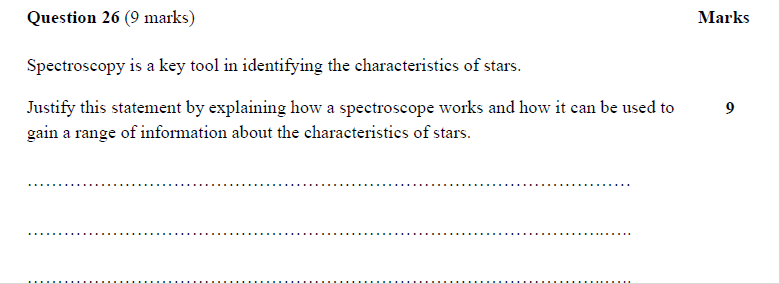 Question 26 (9 marks) Marks
Spectroscopy is a key tool in identifying the characteristics of stars.
Justify this statement by explaining how a spectroscope works and how it can be used to 9
gain a range of information about the characteristics of stars.